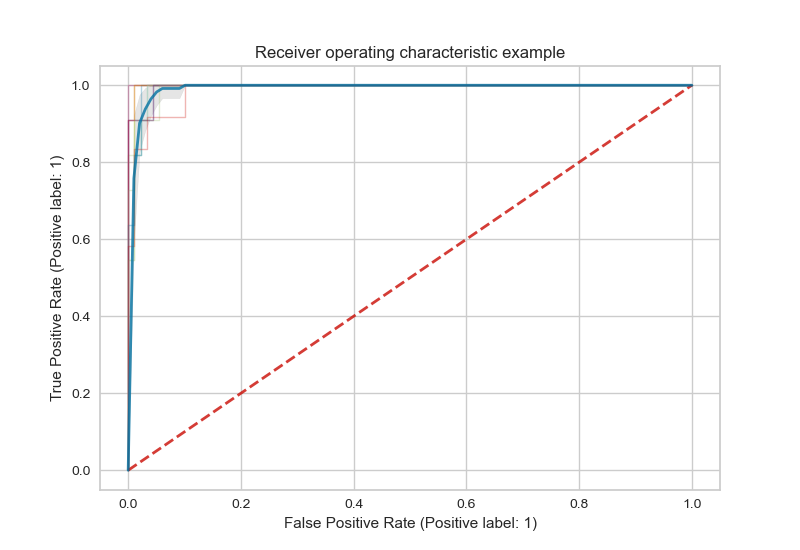 Receiver operating characteristic example
True Positive Rate (Positive label: 1)
1.0
0.8
0.6
0.4
0.2
0.0
0.0 0.2 0.4 0.6 0.8 1.0
False Positive Rate (Positive label: 1)